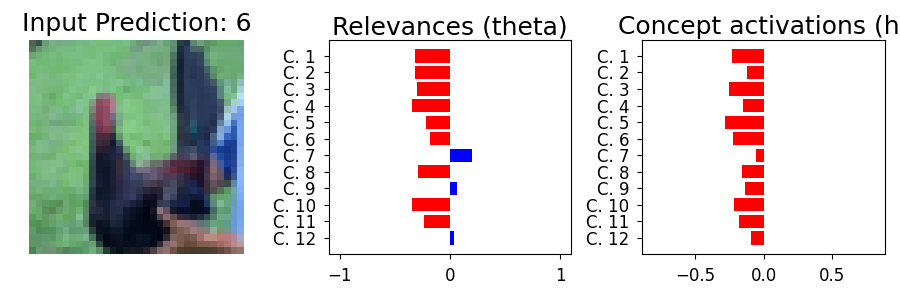 Input Prediction: 6
Relevances (theta)
Concept activations (h
C. 1
C. 2
C. 3
C. 4
C. 5
C. 6
C. 7
C. 8
C. 9
C. 10
C. 11
C. 12
−1
0
1
C. 1
C. 2
C. 3
C. 4
C. 5
C. 6
C. 7
C. 8
C. 9
C. 10
C. 11
C. 12
−0.5
0.0
0.5